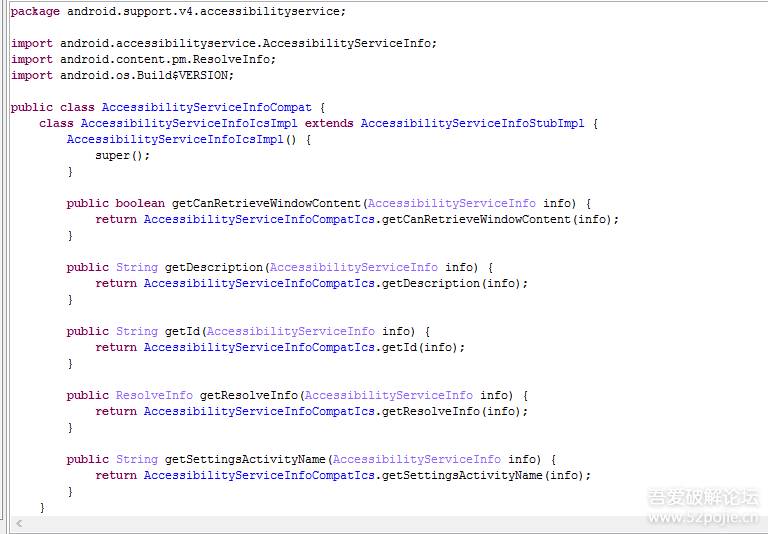 package android.support.v4.accessibilityservice;

import android.accessibilityservice.AccessibilityServiceInfo;
import android.content.pm.ResolveInfo;
import android.os.Build$VERSION;

public class AccessibilityServiceInfoCompat {
    class AccessibilityServiceInfoIcsImpl extends AccessibilityServiceInfoStubImpl {
        AccessibilityServiceInfoIcsImpl() {
            super();
        }

        public boolean getCanRetrieveWindowContent(AccessibilityServiceInfo info) {
            return AccessibilityServiceInfoCompatIcs.getCanRetrieveWindowContent(info);
        }

        public String getDescription(AccessibilityServiceInfo info) {
            return AccessibilityServiceInfoCompatIcs.getDescription(info);
        }

        public String getId(AccessibilityServiceInfo info) {
            return AccessibilityServiceInfoCompatIcs.getId(info);
        }

        public ResolveInfo getResolveInfo(AccessibilityServiceInfo info) {
            return AccessibilityServiceInfoCompatIcs.getResolveInfo(info);
        }

        public String getSettingsActivityName(AccessibilityServiceInfo info) {
            return AccessibilityServiceInfoCompatIcs.getSettingsActivityName(info);
        }
    }
吾爱破解论坛
www.52pojie.cn